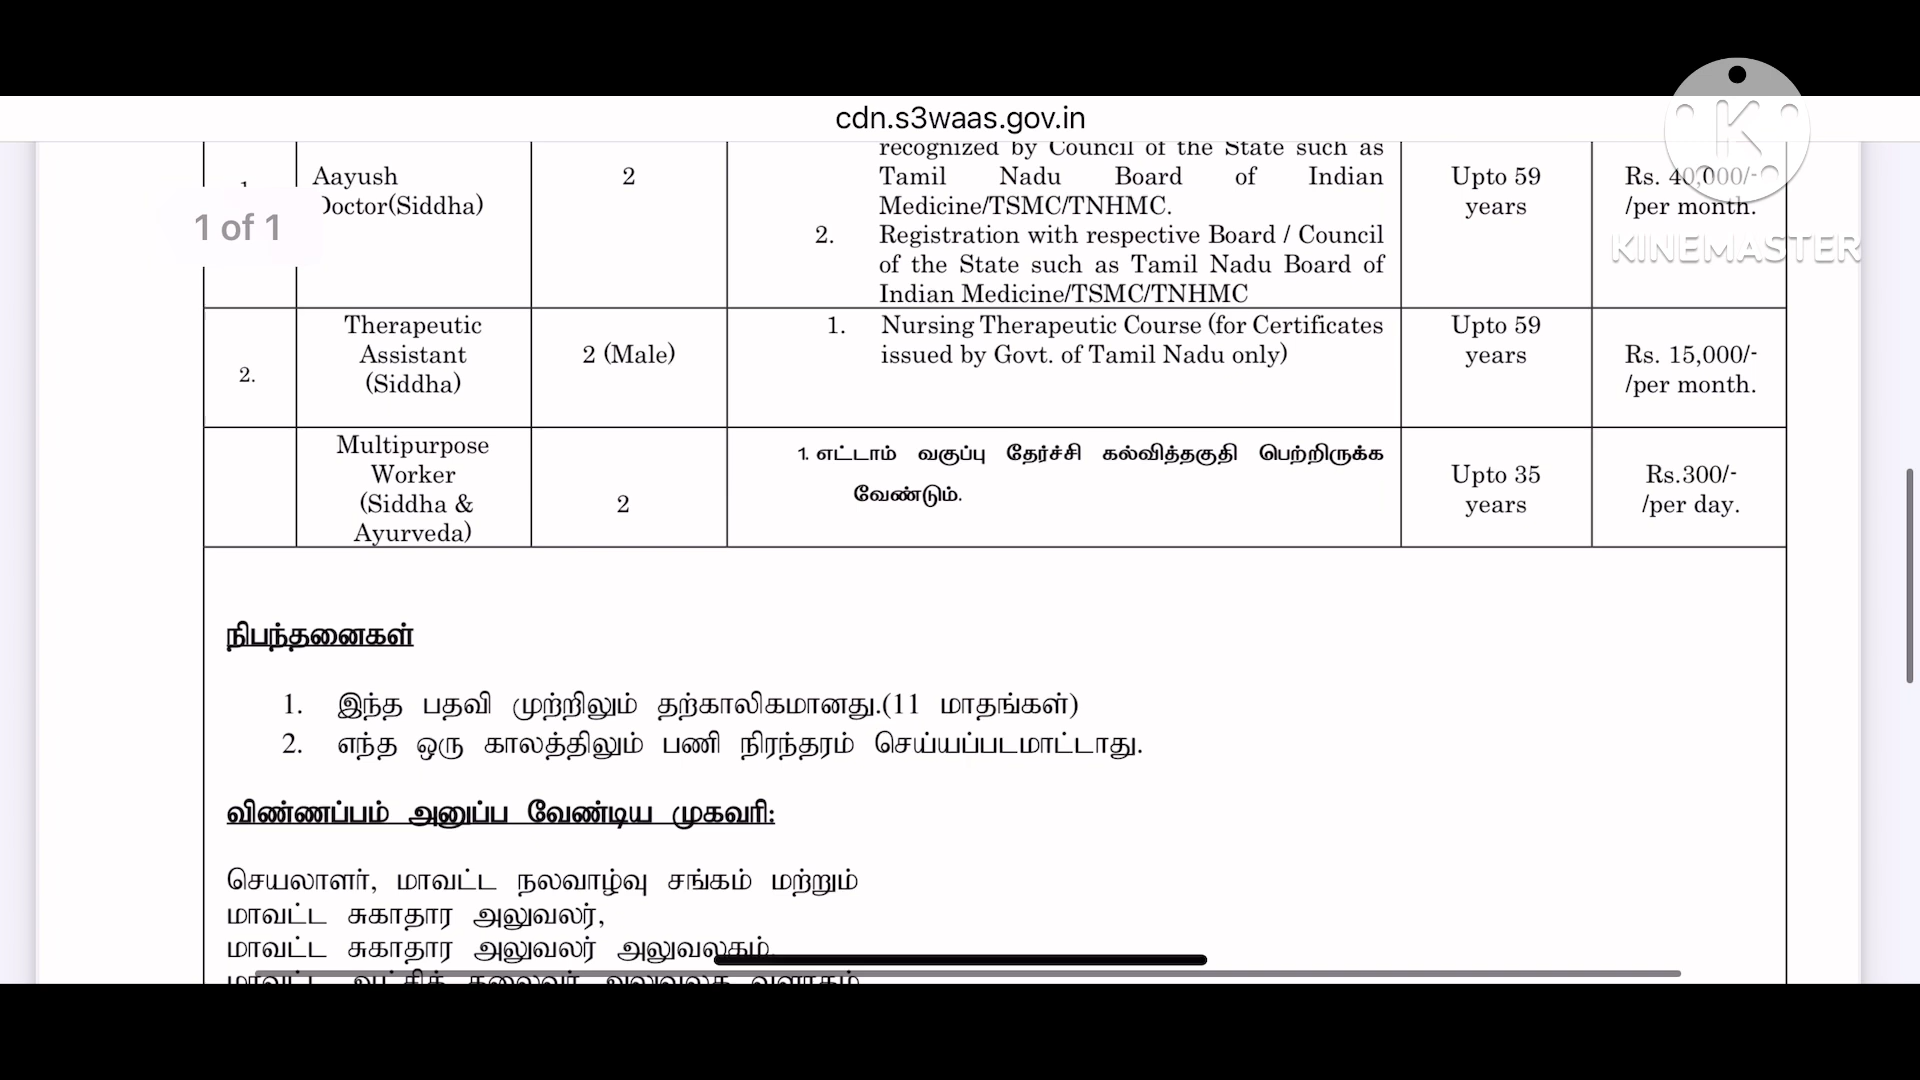 cdn.s3waas.gov.in
KINEMASTER
1 of 1
Aayush
Doctor(Siddha)
2
recognized by Council of the State such as
Tamil Nadu Board of Indian
Medicine/TSMC/TNHMC.
2. Registration with respective Board / Council
of the State such as Tamil Nadu Board of
Indian Medicine/TSMC/TNHMC
Upto 59
years
Rs. 40,000/-
/per month.
2.
Therapeutic
Assistant
(Siddha)
2 (Male)
1. Nursing Therapeutic Course (for Certificates
issued by Govt. of Tamil Nadu only)
Upto 59
years
Rs. 15,000/-
/per month.
Multipurpose
Worker
(Siddha &
Ayurveda)
2
1. எட்டாம் வகுப்பு தேர்ச்சி கல்வித்தகுதி பெற்றிருக்க
வேண்டும்.
Upto 35
years
Rs.300/-
/per day.
நிபந்தனைகள்
1. இந்த பதவி முற்றிலும் தற்காலிகமானது.(11 மாதங்கள்)
2. எந்த ஒரு காலத்திலும் பணி நிரந்தரம் செய்யப்படமாட்டாது.
விண்ணப்பம் அனுப்ப வேண்டிய முகவரி:
செயலாளர், மாவட்ட நலவாழ்வு சங்கம் மற்றும்
மாவட்ட சுகாதார அலுவலர்,
மாவட்ட சுகாதார அலுவலர் அலுவலகம்,